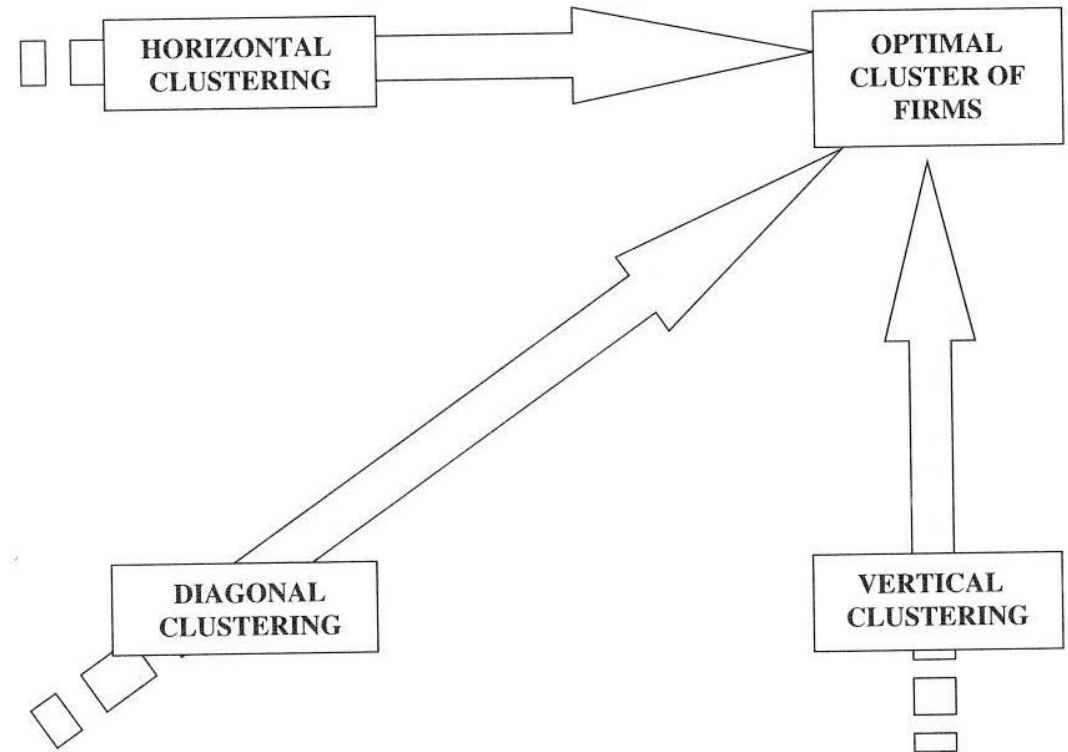 HORIZONTAL
CLUSTERING
OPTIMAL
CLUSTER OF
FIRMS
DIAGONAL
CLUSTERING
VERTICAL
CLUSTERING